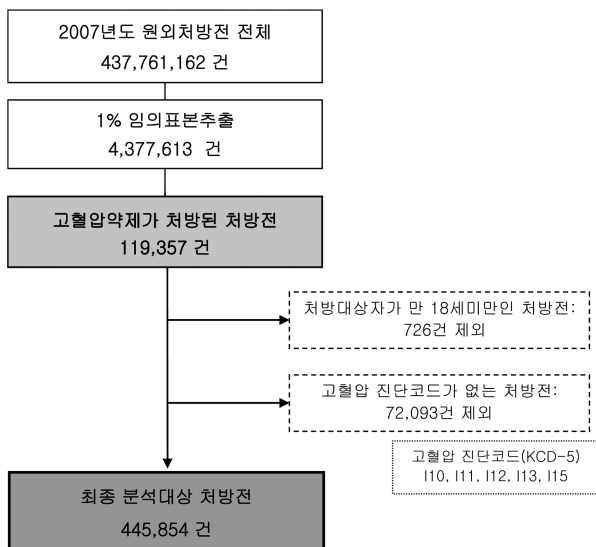 2007년도 원외처방전 전체
437,761,162 건
1% 임의표본추출
4,377,613 건
고혈압약제가 처방된 처방전
119,357 건
처방대상자가 만 18세미만인 처방전:
726건 제외
고혈압 진단코드가 없는 처방전:
72,093건 제외
고혈압 진단코드(KCD-5)
I10, I11, I12, I13, I15
최종 분석대상 처방전
445,854 건